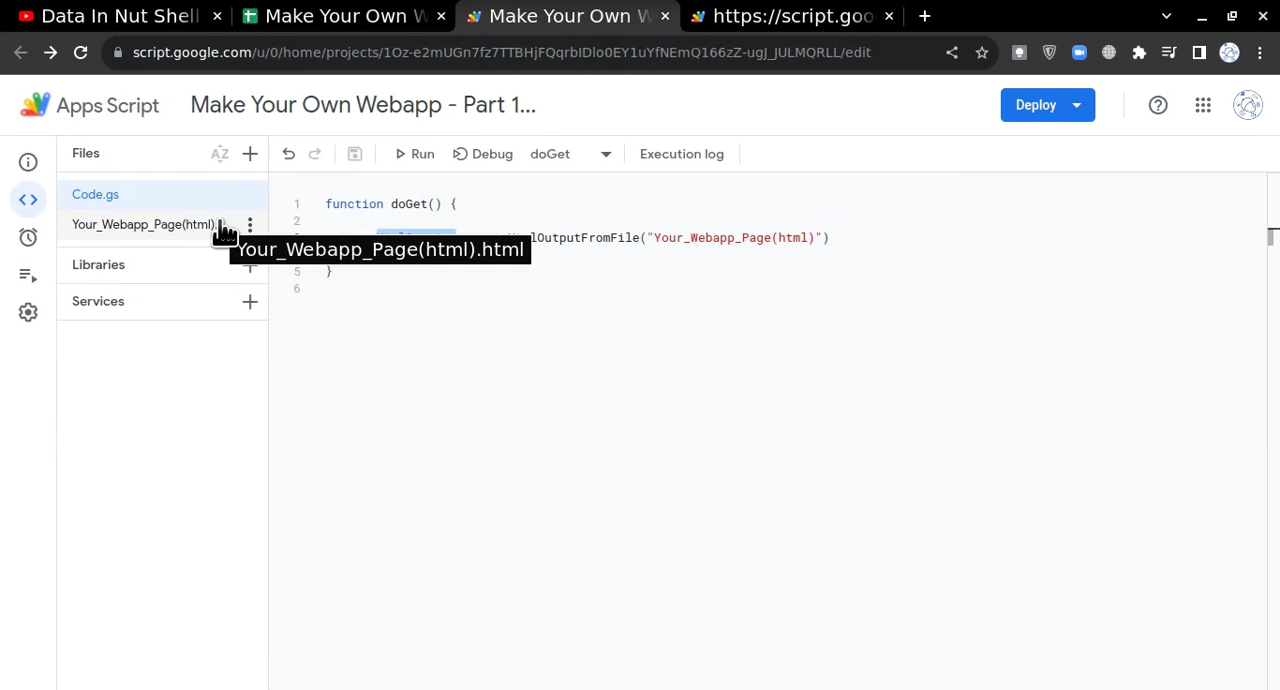 Data In Nut Shell
Make Your Own W
Make Your Own W
https://script.goo
script.google.com/u/0/home/projects/1Oz-e2mUGn7fz7TTBHjFQqrbIDlo0EY1uYfNEmQ166zZ-ugJ_JULMQRLL/edit
Apps Script
Make Your Own Webapp - Part 1...
Deploy
Files
AZ
Run
Debug
doGet
Execution log
Code.gs
Your_Webapp_Page(html).
Your_Webapp_Page(html).html
Libraries
Services
1 function doGet() {
2
OutputFromFile("Your_Webapp_Page(html)")
5 }
6